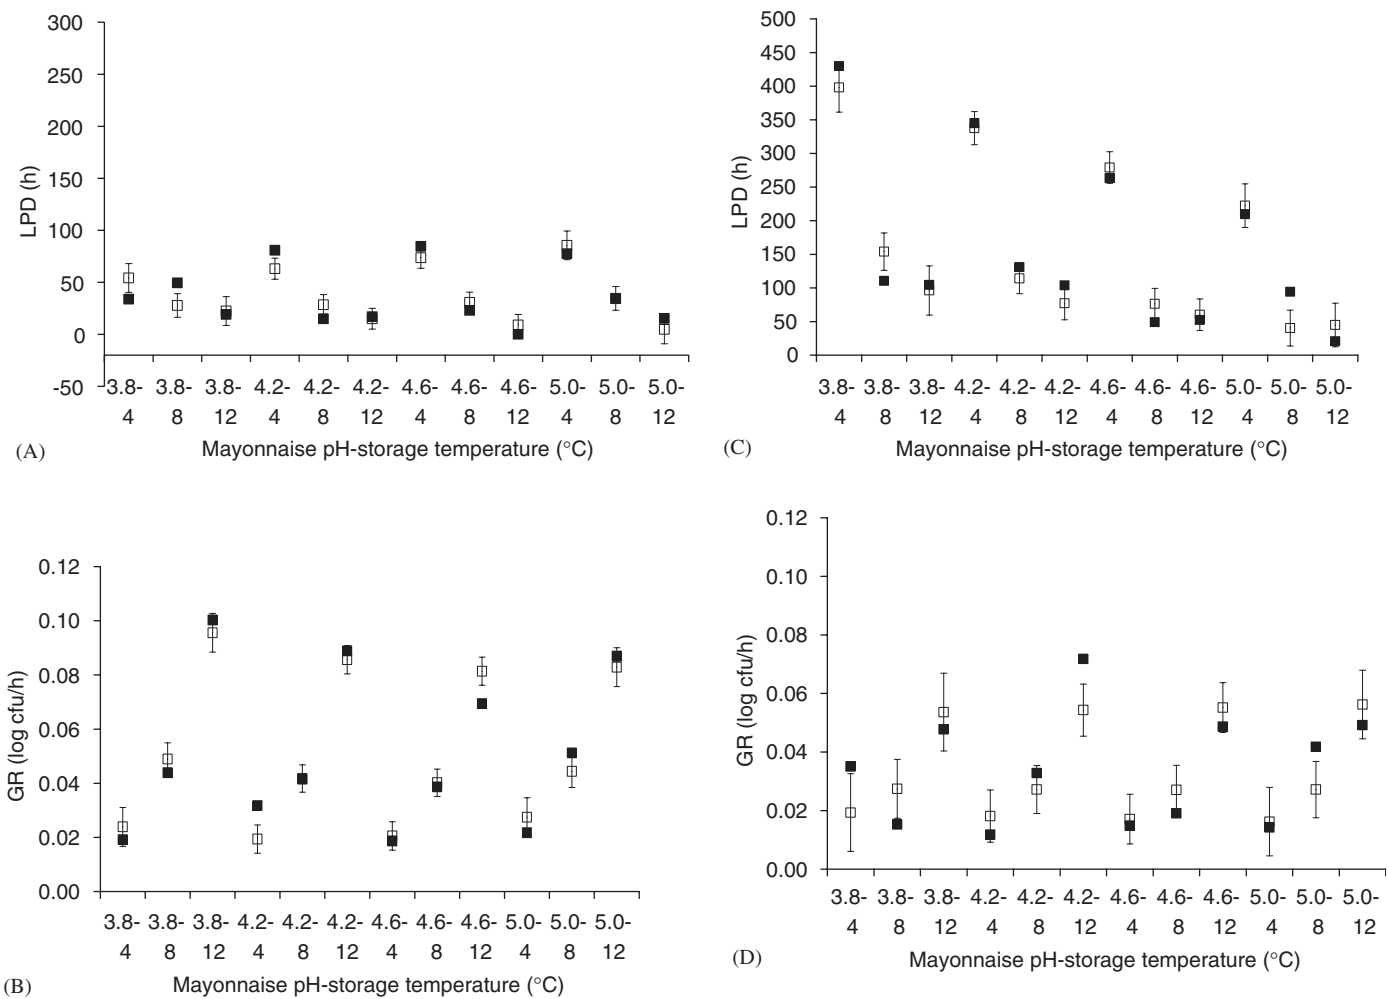 300
250
200
150
100
50
0
-50
LPD (h)
3.8- 3.8- 3.8- 4.2- 4.2- 4.2- 4.6- 4.6- 4.6- 5.0- 5.0- 5.0-
4 8 12 4 8 12 4 8 12 4 8 12
(A) Mayonnaise pH-storage temperature (°C)
500
450
400
350
300
250
200
150
100
50
0
LPD (h)
3.8- 3.8- 3.8- 4.2- 4.2- 4.2- 4.6- 4.6- 4.6- 5.0- 5.0- 5.0-
4 8 12 4 8 12 4 8 12 4 8 12
(C) Mayonnaise pH-storage temperature (°C)
0.12
0.10
0.08
0.06
0.04
0.02
0.00
GR (log cfu/h)
3.8- 3.8- 3.8- 4.2- 4.2- 4.2- 4.6- 4.6- 4.6- 5.0- 5.0- 5.0-
4 8 12 4 8 12 4 8 12 4 8 12
(B) Mayonnaise pH-storage temperature (°C)
0.12
0.10
0.08
0.06
0.04
0.02
0.00
GR (log cfu/h)
3.8- 3.8- 3.8- 4.2- 4.2- 4.2- 4.6- 4.6- 4.6- 5.0- 5.0- 5.0-
4 8 12 4 8 12 4 8 12 4 8 12
(D) Mayonnaise pH-storage temperature (°C)